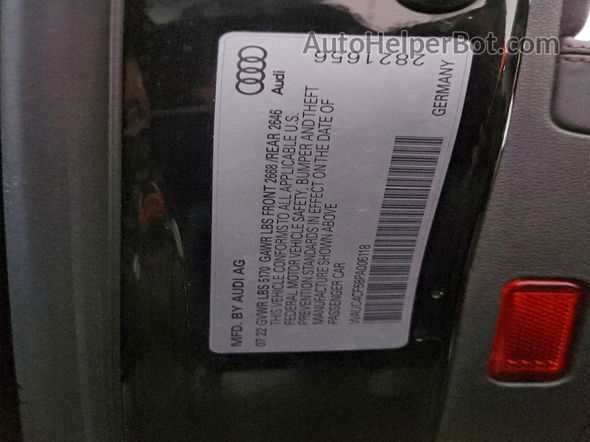 AutoHelperBot.com
MFD. BY AUDI AG
Audi
07 22 GVWR LBS 5170 GAWR LBS FRONT 2668 /REAR 2646
THIS VEHICLE CONFORMS TO ALL APPLICABLE U.S.
FEDERAL MOTOR VEHICLE SAFETY, BUMPER AND THEFT
PREVENTION STANDARDS IN EFFECT ON THE DATE OF
MANUFACTURE SHOWN ABOVE
PASSENGER CAR
WAUC4CF58PA006118
GERMANY
2821656